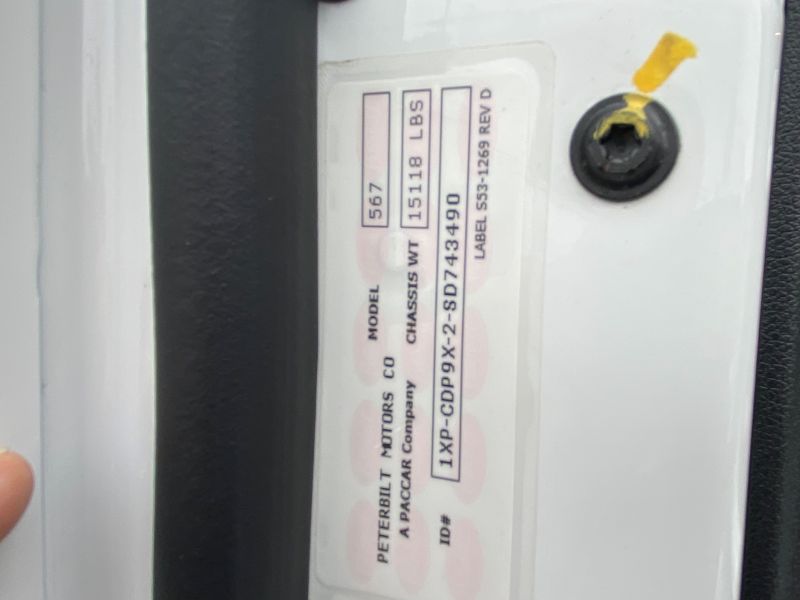 PETERBILT MOTORS CO MODEL 567
A PACCAR Company CHASSIS WT 15118 LBS
ID# 1XP-CDP9X-2-SD743490
LABEL S53-1269 REV D